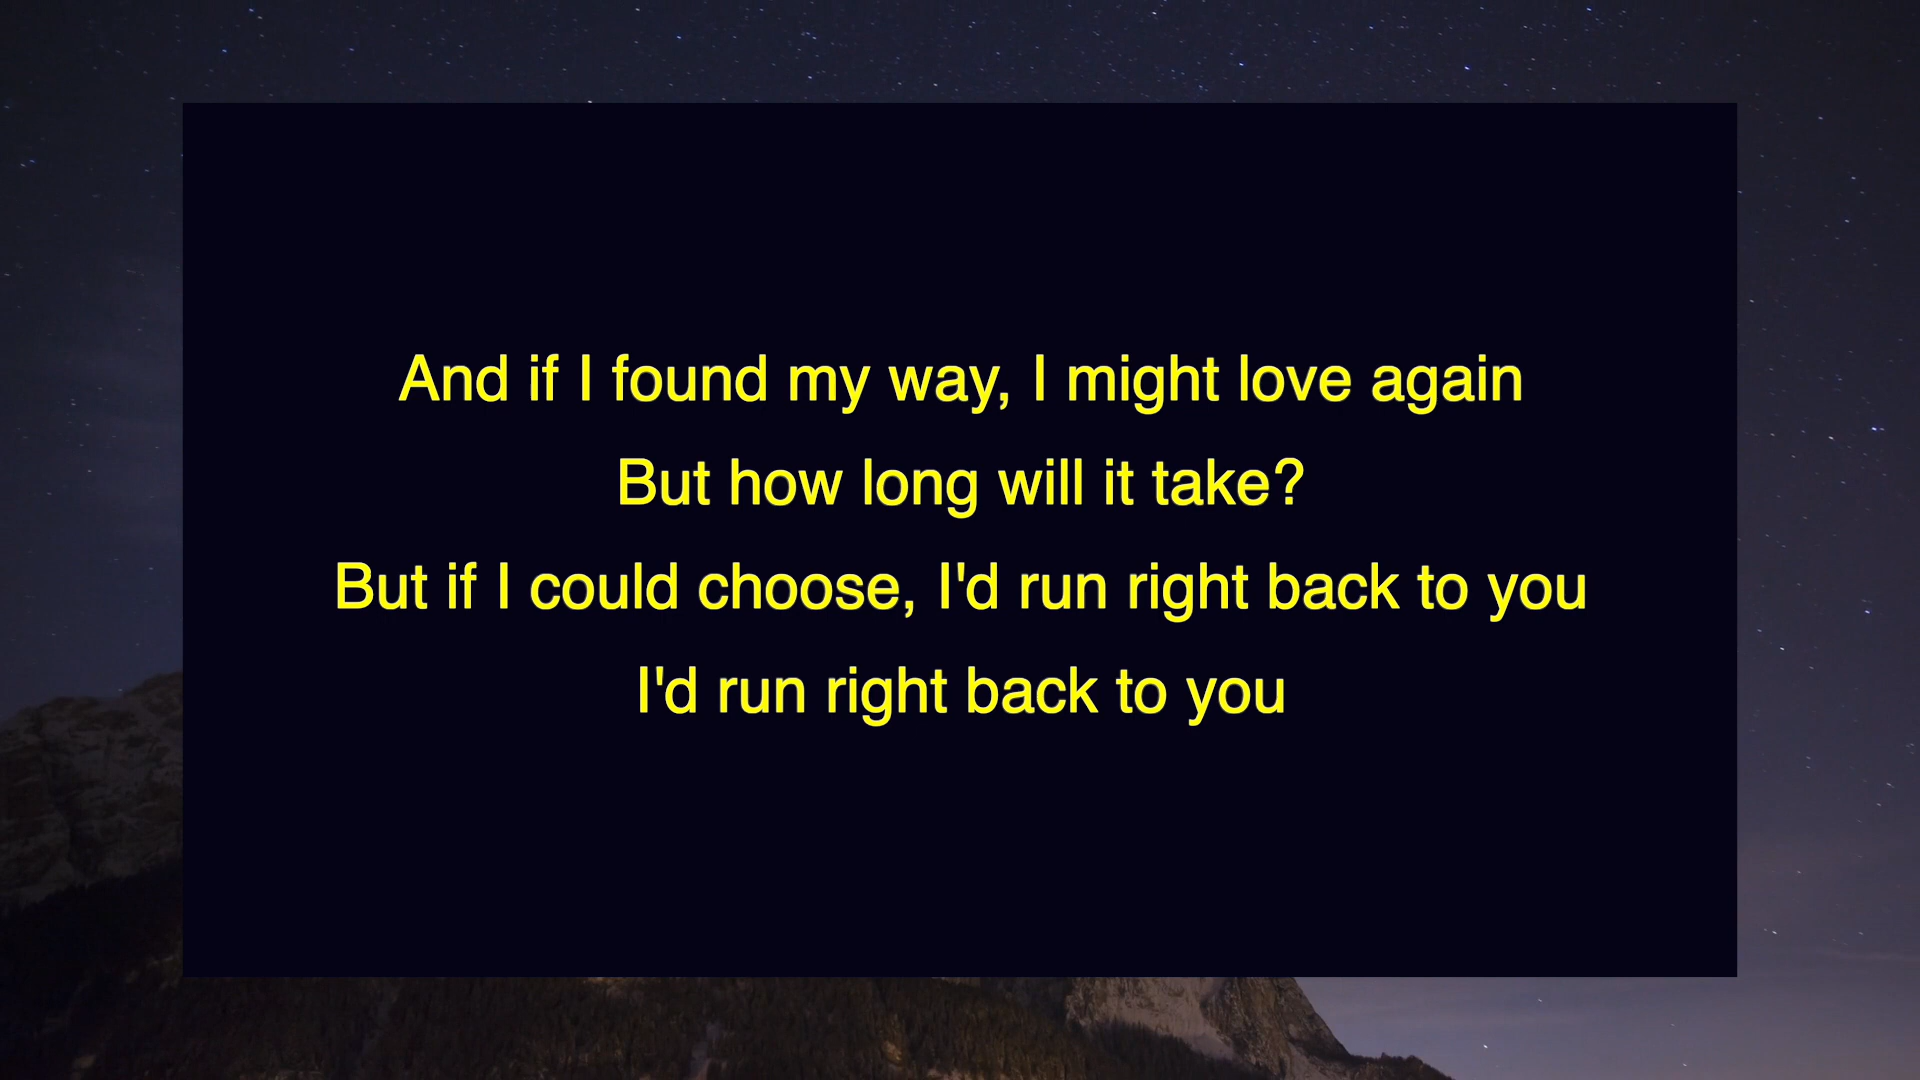 And if I found my way, I might love again
But how long will it take?
But if I could choose, I'd run right back to you
I'd run right back to you